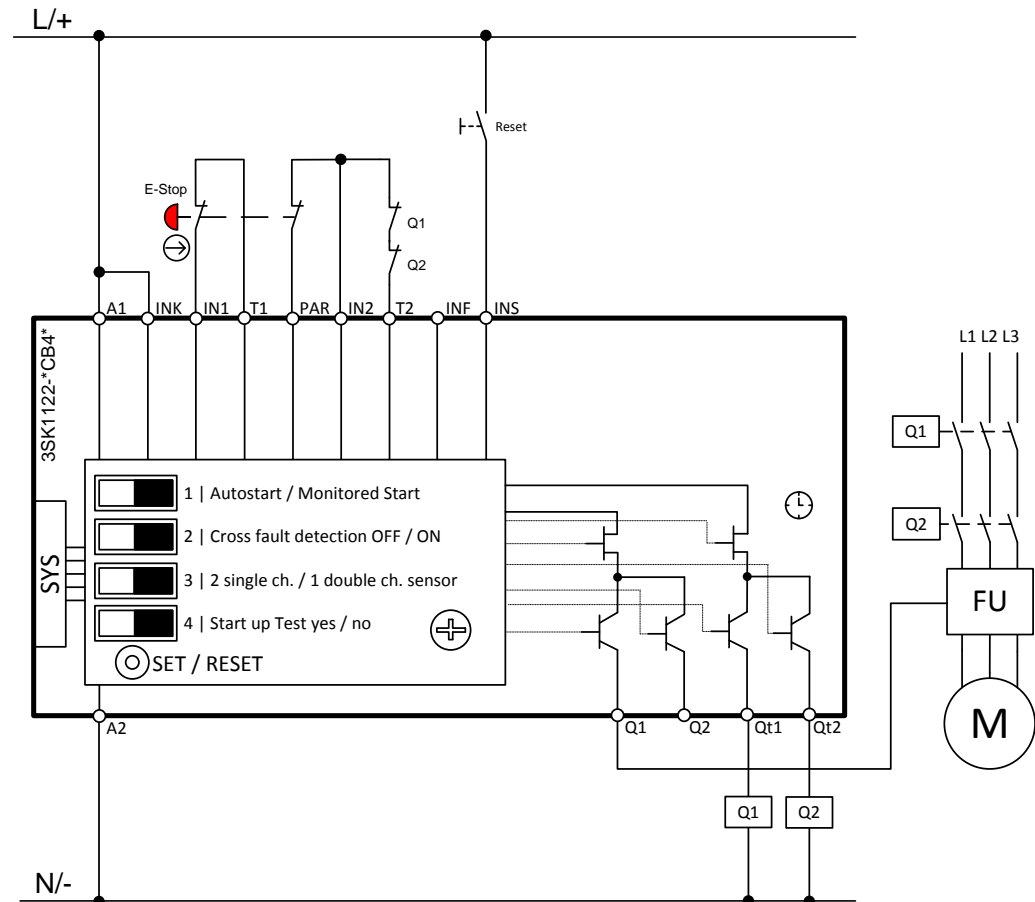 L/+
Reset
E-Stop
Q1
Q2
A1 INK IN1 T1 PAR IN2 T2 INF INS
3SK1122-*CB4*
L1 L2 L3
Q1
Q2
1 | Autostart / Monitored Start
2 | Cross fault detection OFF / ON
3 | 2 single ch. / 1 double ch. sensor
4 | Start up Test yes / no
SET / RESET
SYS
FU
M
A2
Q1 Q2 Qt1 Qt2
Q1 Q2
N/-